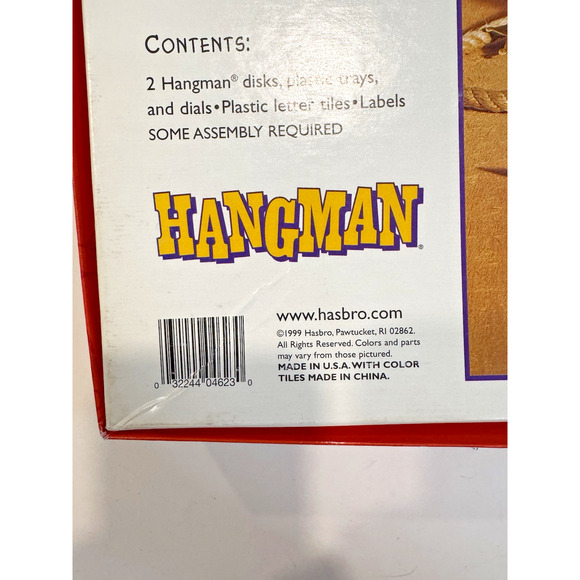 CONTENTS:
2 Hangman® disks, plastic trays,
and dials•Plastic letter tiles•Labels
SOME ASSEMBLY REQUIRED
HANGMAN®
www.hasbro.com
©1999 Hasbro, Pawtucket, RI 02862.
All Rights Reserved. Colors and parts
may vary from those pictured.
MADE IN U.S.A. WITH COLOR
TILES MADE IN CHINA.
0 32244 04623 0